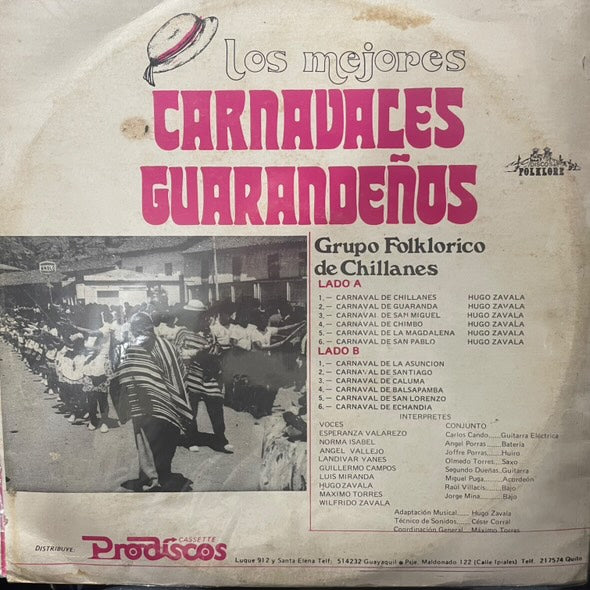 los mejores
CARNAVALES
GUARANDEÑOS
DISCOS
FOLKLORE
Grupo Folklorico
de Chillanes
LADO A
1.— CARNAVAL DE CHILLANES HUGO ZAVALA
2.— CARNAVAL DE GUARANDA HUGO ZAVALA
3.— CARNAVAL DE SAN MIGUEL HUGO ZAVALA
4.— CARNAVAL DE CHIMBO HUGO ZAVALA
5.— CARNAVAL DE LA MAGDALENA HUGO ZAVALA
6.— CARNAVAL DE SAN PABLO HUGO ZAVALA
LADO B
1.— CARNAVAL DE LA ASUNCION
2.— CARNAVAL DE SANTIAGO
3.— CARNAVAL DE CALUMA
4.— CARNAVAL DE BALSAPAMBA
5.— CARNAVAL DE SAN LORENZO
6.— CARNAVAL DE ECHANDIA
INTERPRETES
VOCES
ESPERANZA VALAREZO
NORMA ISABEL
ANGEL VALLEJO
LANDIVAR YANES
GUILLERMO CAMPOS
LUIS MIRANDA
HUGO ZAVALA
MAXIMO TORRES
WILFRIDO ZAVALA
CONJUNTO
Carlos Cando.....Guitarra Eléctrica
Angel Porras.......Batería
Joffre Porras......Huiro
Olmedo Torres...Saxo
Segundo Dueñas..Guitarra
Miguel Puga.......Acordeón
Raúl Villacis.......Bajo
Jorge Mina.........Bajo
Adaptación Musical..... Hugo Zavala
Técnico de Sonidos..... César Corral
Coordinación General... Máximo Torres
DISTRIBUYE: CASSETTE
Prodiscos
Luque 912 y Santa Elena Telf: 514232 Guayaquil • Pje. Maldonado 122 (Calle Ipiales) Telf. 217574 Quito